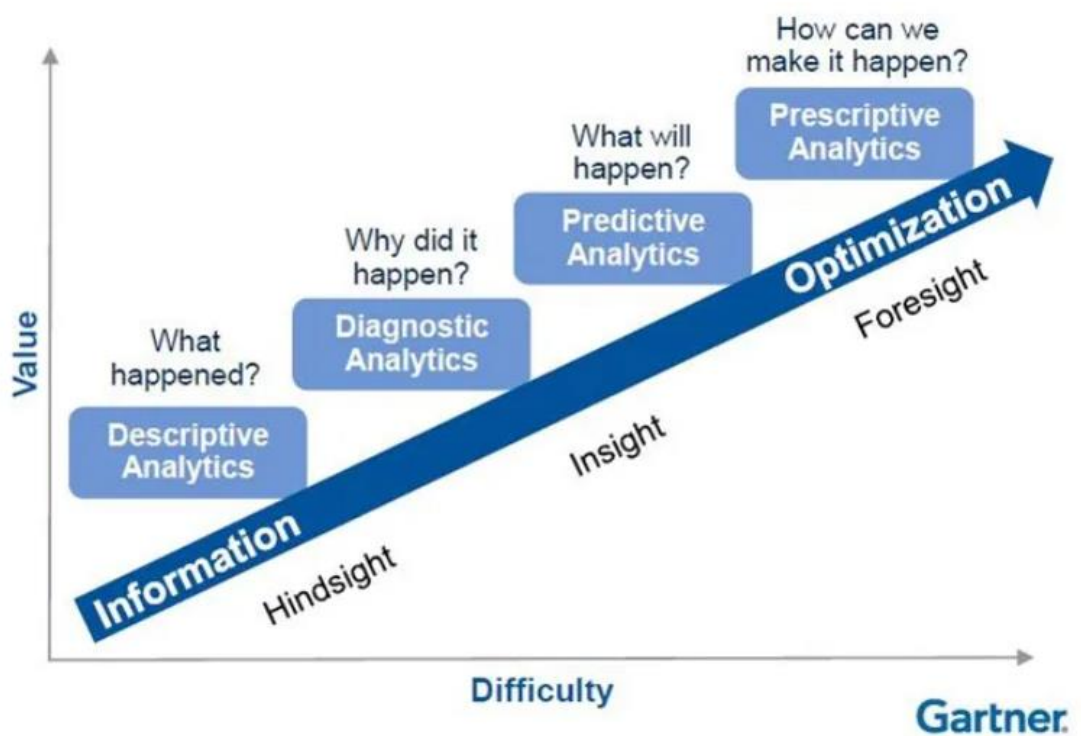 How can we
make it happen?
Prescriptive
Analytics
What will
happen?
Predictive
Analytics
Why did it
happen?
Diagnostic
Analytics
What
happened?
Descriptive
Analytics
Value
Information
Optimization
Hindsight
Insight
Foresight
Difficulty
Gartner.